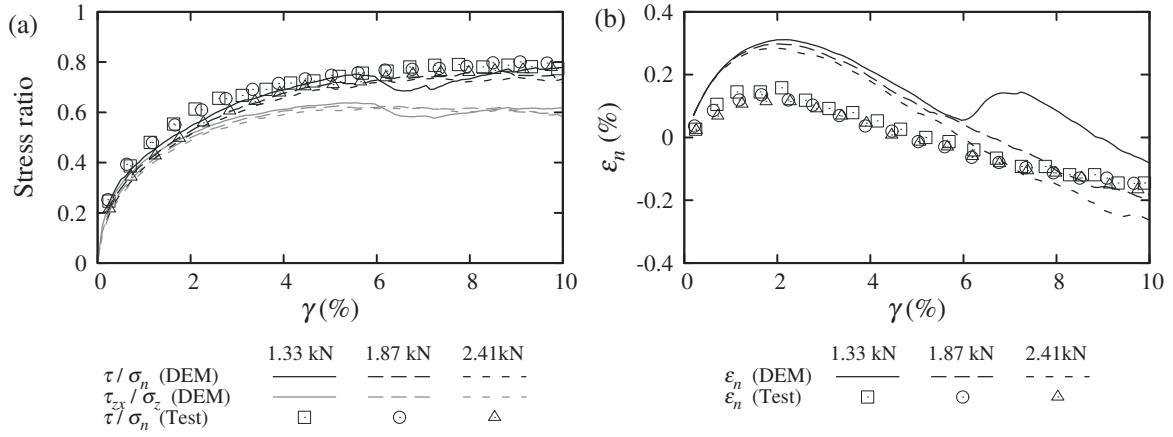 (a)
1
0.8
0.6
0.4
0.2
0
Stress ratio
0 2 4 6 8 10
γ (%)
1.33 kN 1.87 kN 2.41kN
τ / σn (DEM)
τzx / σz (DEM)
τ / σn (Test)
(b)
0.4
0.2
0
-0.2
-0.4
εn (%)
0 2 4 6 8 10
γ (%)
1.33 kN 1.87 kN 2.41kN
εn (DEM)
εn (Test)